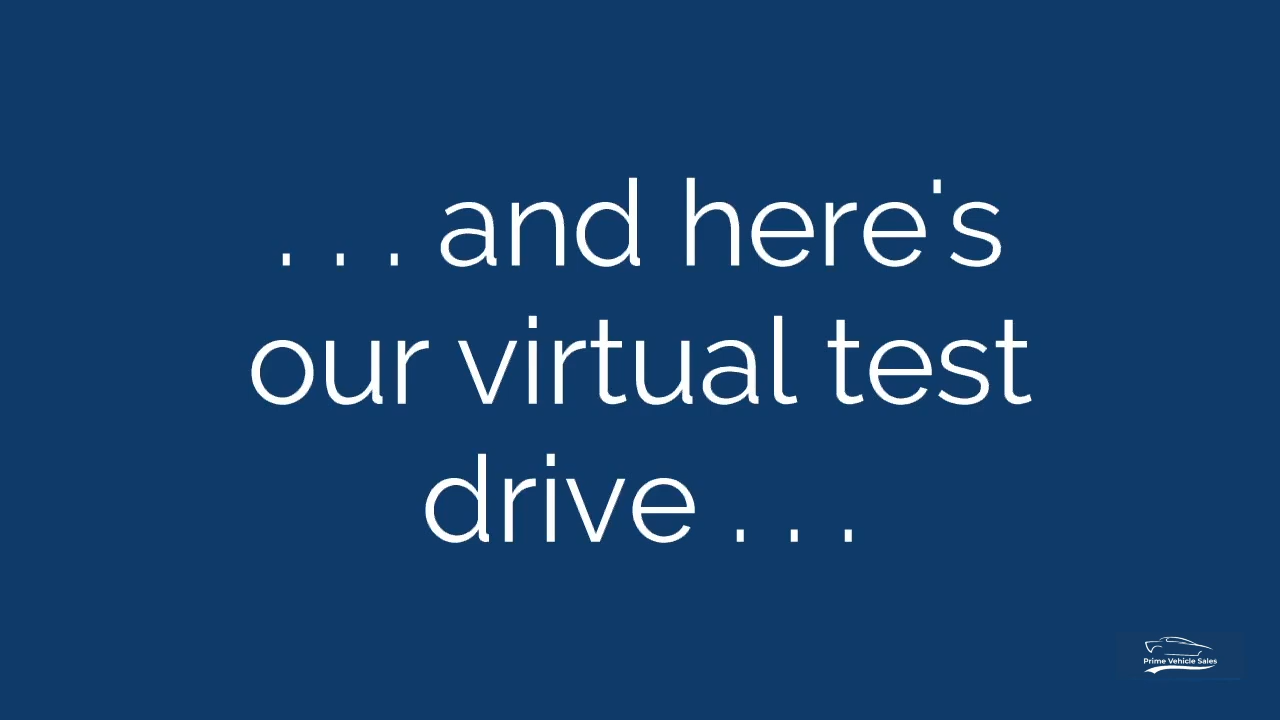 . . . and here's
our virtual test
drive . . .
Prime Vehicle Sales